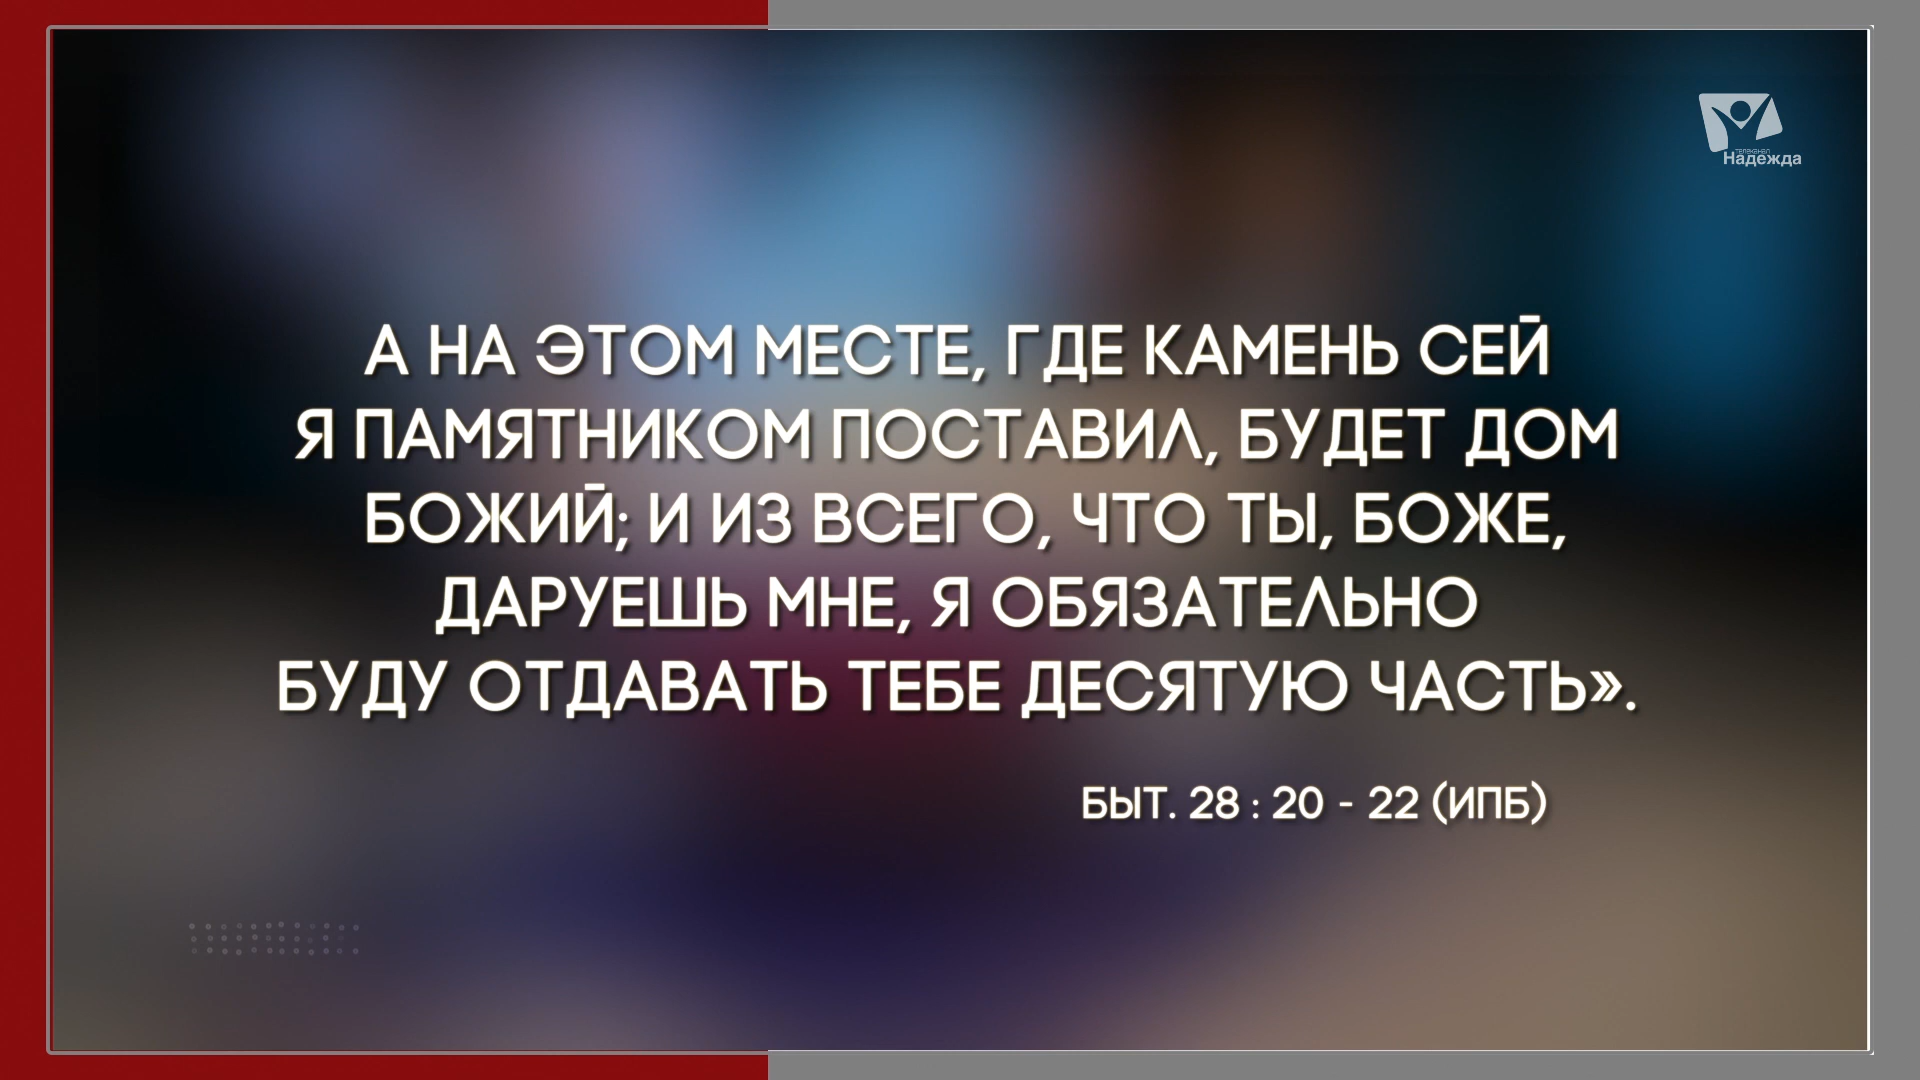 телеканал
Надежда
А НА ЭТОМ МЕСТЕ, ГДЕ КАМЕНЬ СЕЙ
Я ПАМЯТНИКОМ ПОСТАВИЛ, БУДЕТ ДОМ
БОЖИЙ; И ИЗ ВСЕГО, ЧТО ТЫ, БОЖЕ,
ДАРУЕШЬ МНЕ, Я ОБЯЗАТЕЛЬНО
БУДУ ОТДАВАТЬ ТЕБЕ ДЕСЯТУЮ ЧАСТЬ».
БЫТ. 28 : 20 - 22 (ИПБ)